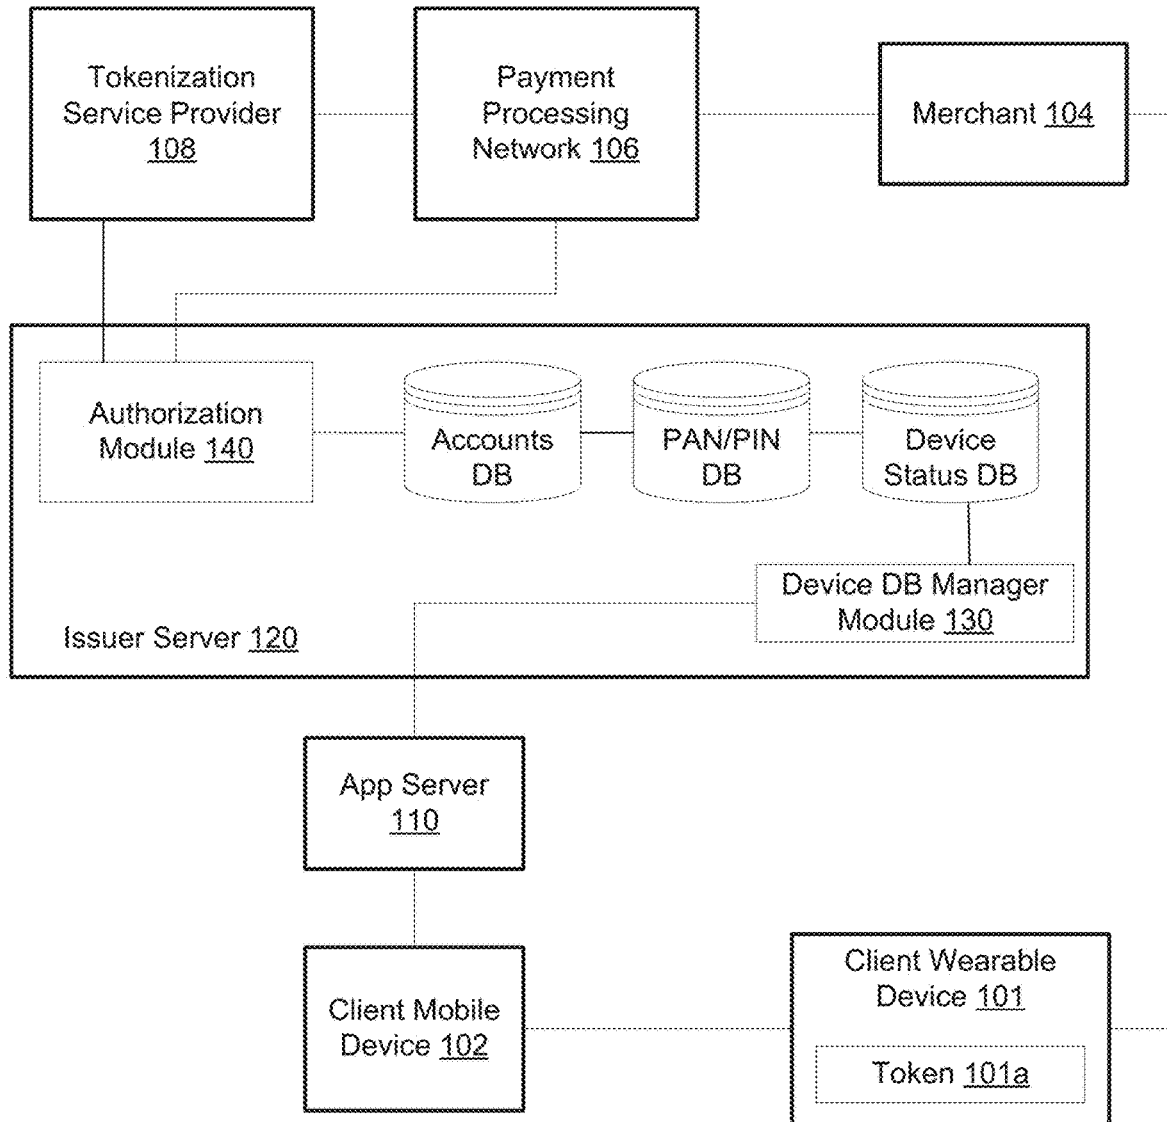 Tokenization
Service Provider
108
Payment
Processing
Network 106
Merchant 104
Authorization
Module 140
Accounts
DB
PAN/PIN
DB
Device
Status DB
Device DB Manager
Module 130
Issuer Server 120
App Server
110
Client Mobile
Device 102
Client Wearable
Device 101
Token 101a